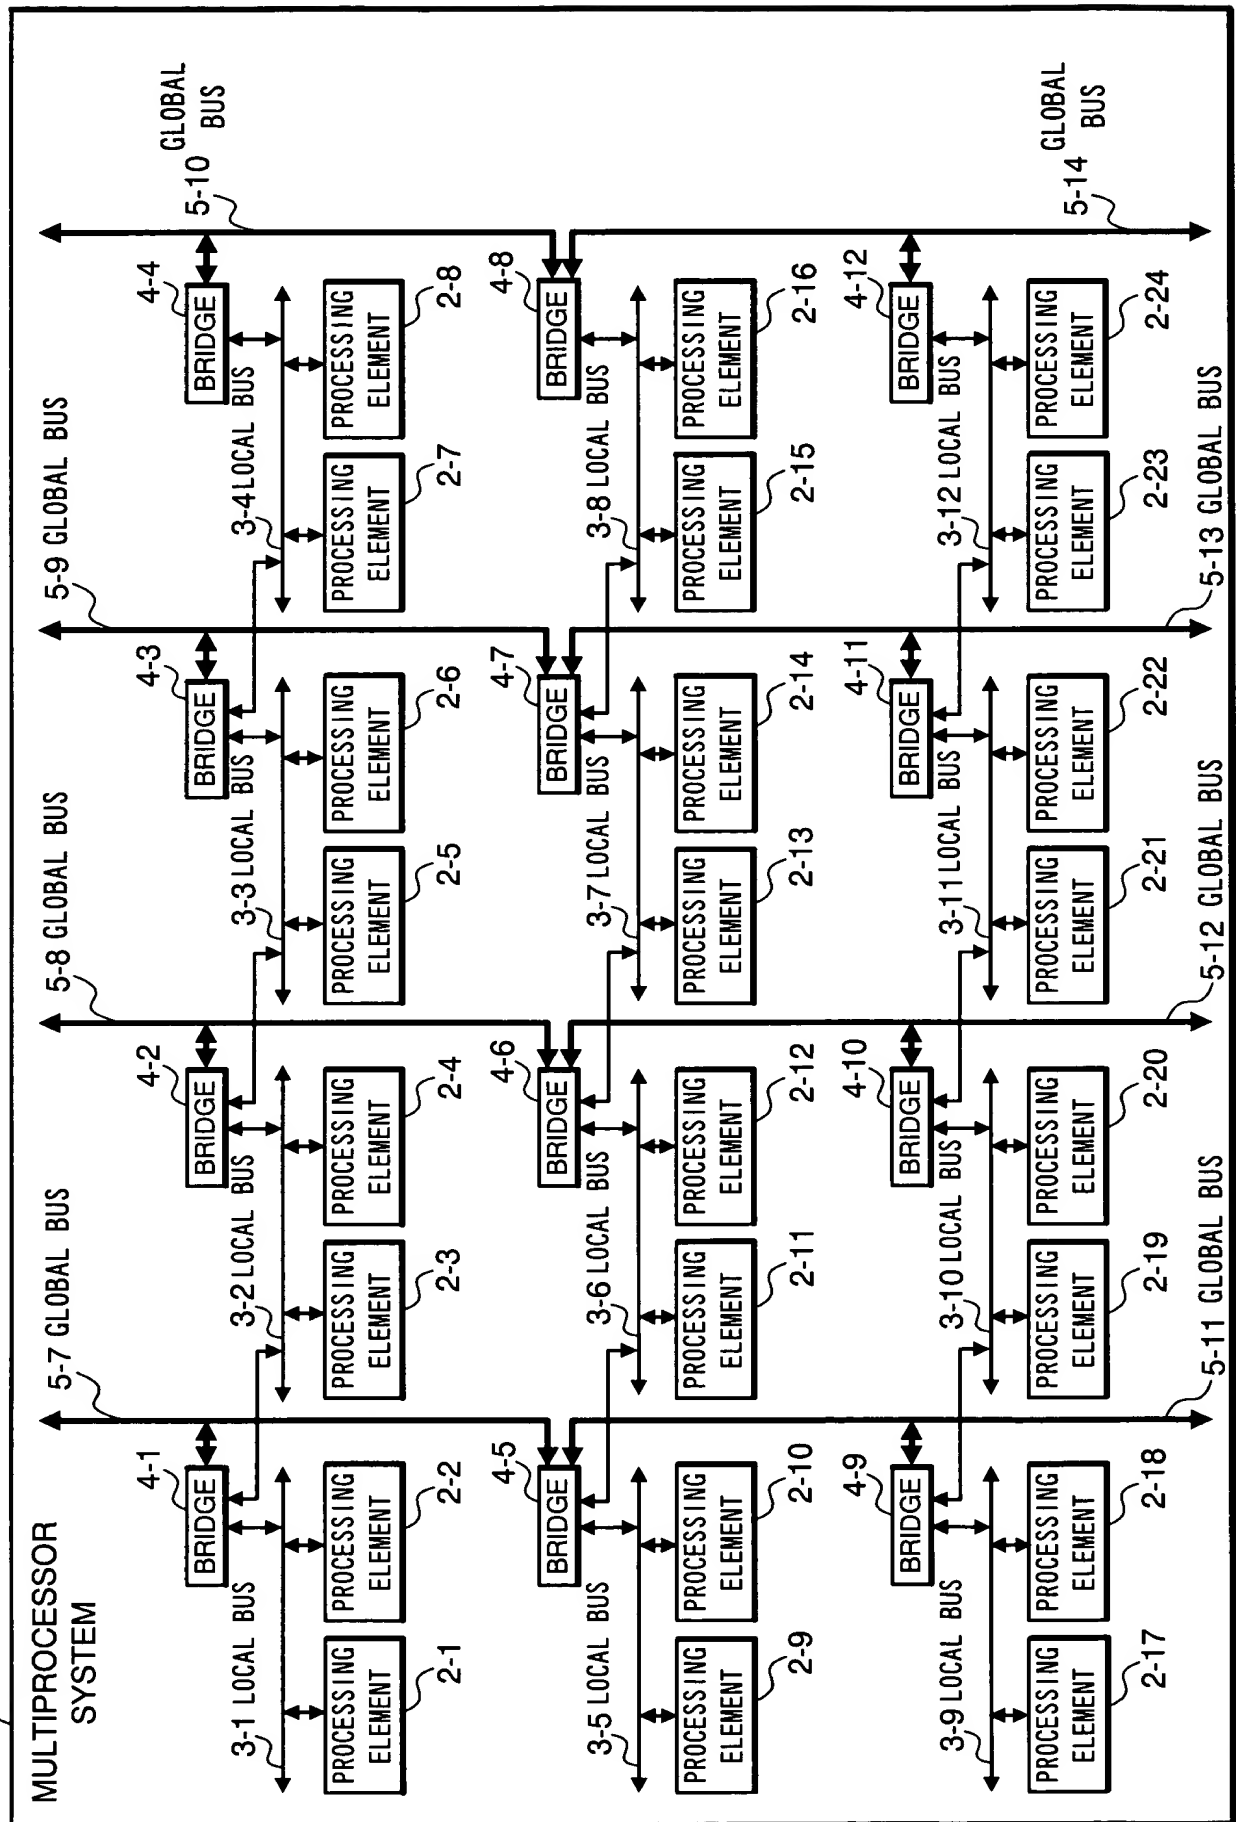 MULTIPROCESSOR
SYSTEM
5-7 GLOBAL BUS
5-8 GLOBAL BUS
5-9 GLOBAL BUS
GLOBAL
BUS
5-10
4-1
4-2
4-3
4-4
BRIDGE
BRIDGE
BRIDGE
BRIDGE
3-1 LOCAL BUS
3-2 LOCAL BUS
3-3 LOCAL BUS
3-4 LOCAL BUS
PROCESSING
ELEMENT
PROCESSING
ELEMENT
PROCESSING
ELEMENT
PROCESSING
ELEMENT
PROCESSING
ELEMENT
PROCESSING
ELEMENT
PROCESSING
ELEMENT
PROCESSING
ELEMENT
2-1
2-2
2-3
2-4
2-5
2-6
2-7
2-8
4-5
4-6
4-7
4-8
BRIDGE
BRIDGE
BRIDGE
BRIDGE
3-5 LOCAL BUS
3-6 LOCAL BUS
3-7 LOCAL BUS
3-8 LOCAL BUS
PROCESSING
ELEMENT
PROCESSING
ELEMENT
PROCESSING
ELEMENT
PROCESSING
ELEMENT
PROCESSING
ELEMENT
PROCESSING
ELEMENT
PROCESSING
ELEMENT
PROCESSING
ELEMENT
2-9
2-10
2-11
2-12
2-13
2-14
2-15
2-16
4-9
4-10
4-11
4-12
BRIDGE
BRIDGE
BRIDGE
BRIDGE
3-9 LOCAL BUS
3-10 LOCAL BUS
3-11 LOCAL BUS
3-12 LOCAL BUS
PROCESSING
ELEMENT
PROCESSING
ELEMENT
PROCESSING
ELEMENT
PROCESSING
ELEMENT
PROCESSING
ELEMENT
PROCESSING
ELEMENT
PROCESSING
ELEMENT
PROCESSING
ELEMENT
2-17
2-18
2-19
2-20
2-21
2-22
2-23
2-24
5-11 GLOBAL BUS
5-12 GLOBAL BUS
5-13 GLOBAL BUS
5-14
GLOBAL
BUS